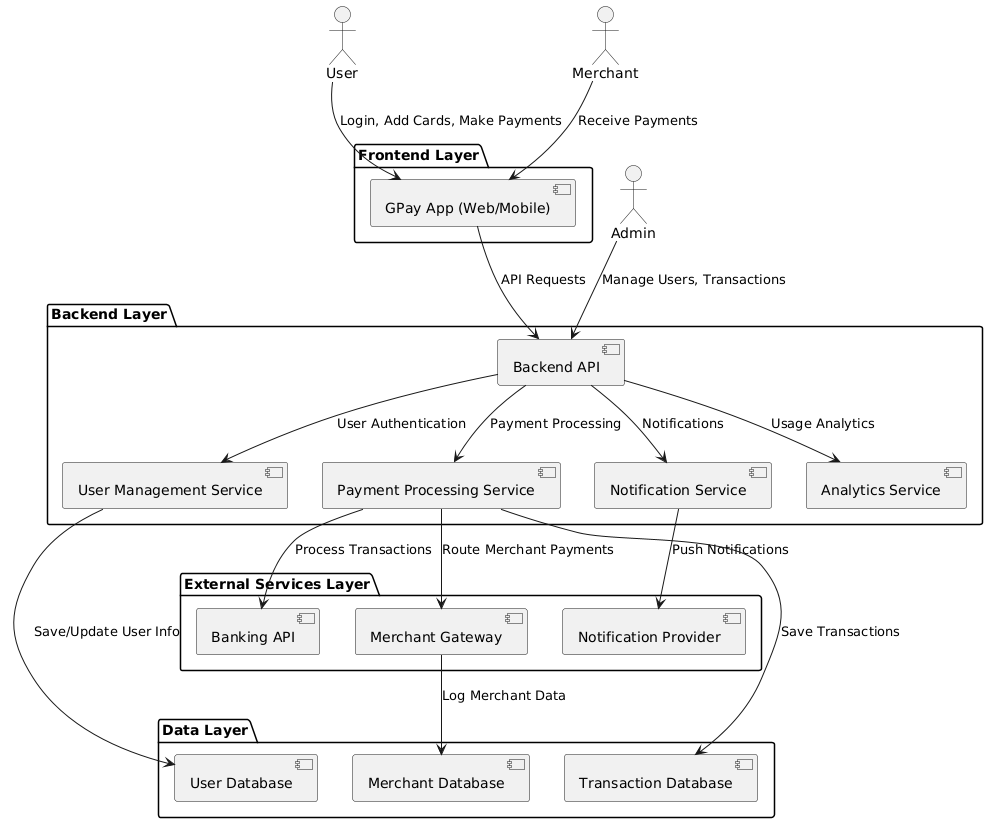 User
Merchant
Login, Add Cards, Make Payments
Receive Payments
Frontend Layer
GPay App (Web/Mobile)
Admin
API Requests
Manage Users, Transactions
Backend Layer
Backend API
User Authentication
Payment Processing
Notifications
Usage Analytics
User Management Service
Payment Processing Service
Notification Service
Analytics Service
Process Transactions
Route Merchant Payments
Push Notifications
External Services Layer
Banking API
Merchant Gateway
Notification Provider
Save/Update User Info
Save Transactions
Log Merchant Data
Data Layer
User Database
Merchant Database
Transaction Database